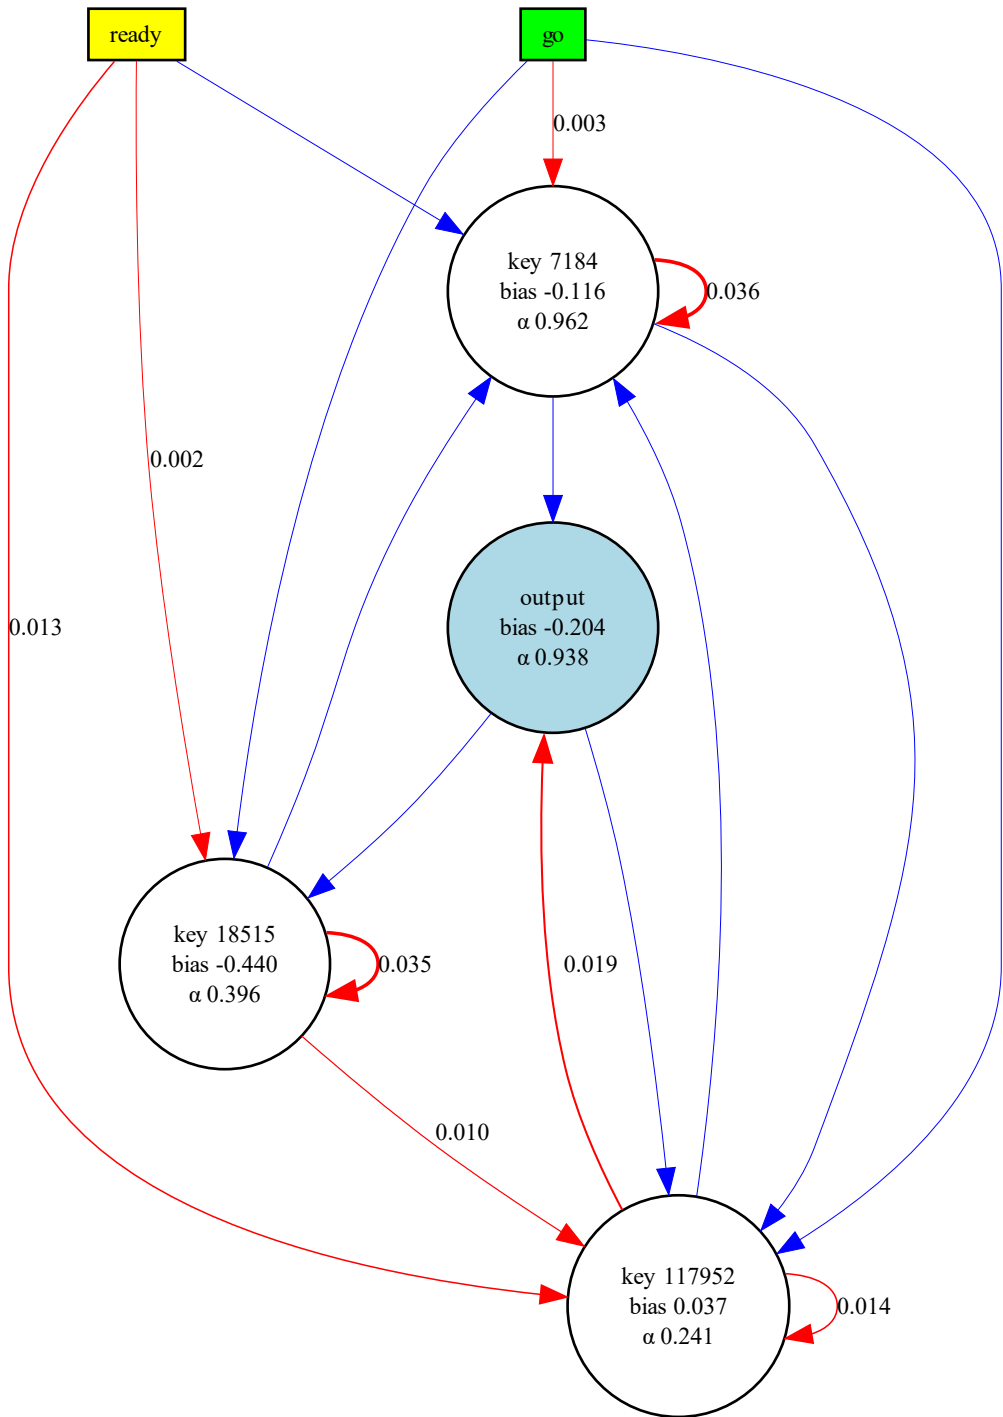 ready
go
0.003
key 7184
bias -0.116
α 0.962
0.036
0.002
output
bias -0.204
α 0.938
0.013
key 18515
bias -0.440
α 0.396
0.035
0.019
0.010
key 117952
bias 0.037
α 0.241
0.014